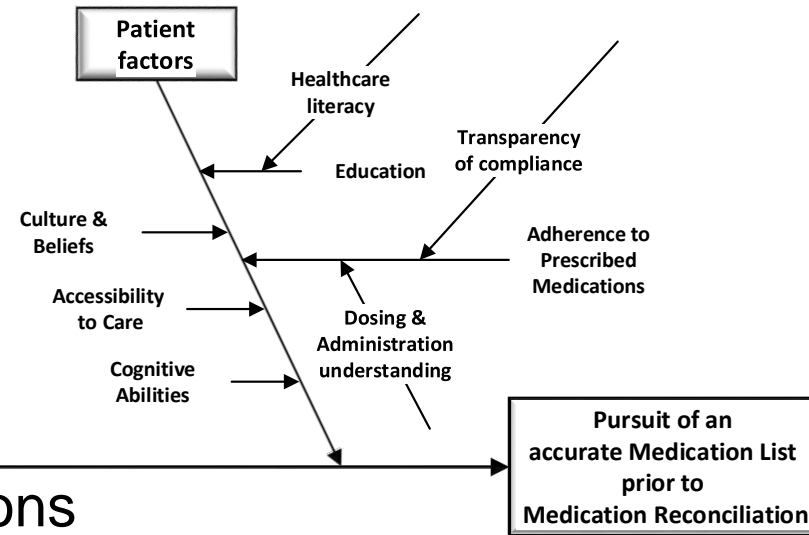 Patient
factors
Healthcare
literacy
Transparency
of compliance
Education
Culture &
Beliefs
Adherence to
Prescribed
Medications
Accessibility
to Care
Dosing &
Administration
understanding
Cognitive
Abilities
Pursuit of an
accurate Medication List
prior to
Medication Reconciliation
ons